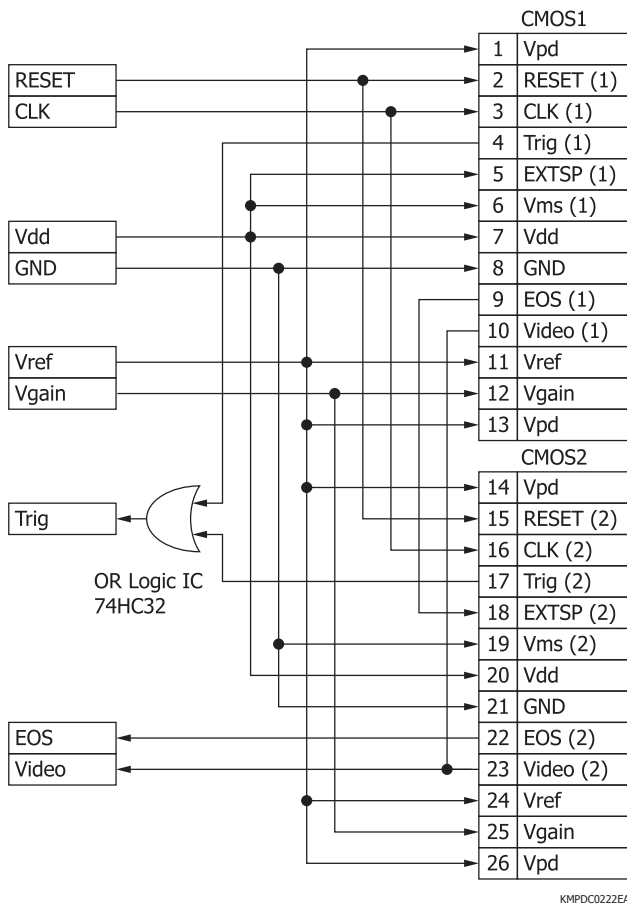 CMOS1
1 Vpd
RESET 2 RESET (1)
CLK 3 CLK (1)
4 Trig (1)
5 EXTSP (1)
6 Vms (1)
Vdd 7 Vdd
GND 8 GND
9 EOS (1)
10 Video (1)
Vref 11 Vref
Vgain 12 Vgain
13 Vpd
CMOS2
14 Vpd
Trig 15 RESET (2)
16 CLK (2)
OR Logic IC 17 Trig (2)
74HC32 18 EXTSP (2)
19 Vms (2)
20 Vdd
21 GND
EOS 22 EOS (2)
Video 23 Video (2)
24 Vref
25 Vgain
26 Vpd
KMPDC0222EA